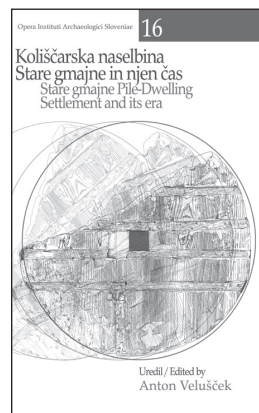 Opera Instituti Archaeologici Sloveniae 16
Koliščarska naselbina
Stare gmajne in njen čas
Stare gmajne Pile-Dwelling
Settlement and its era
Uredil / Edited by
Anton Velušček